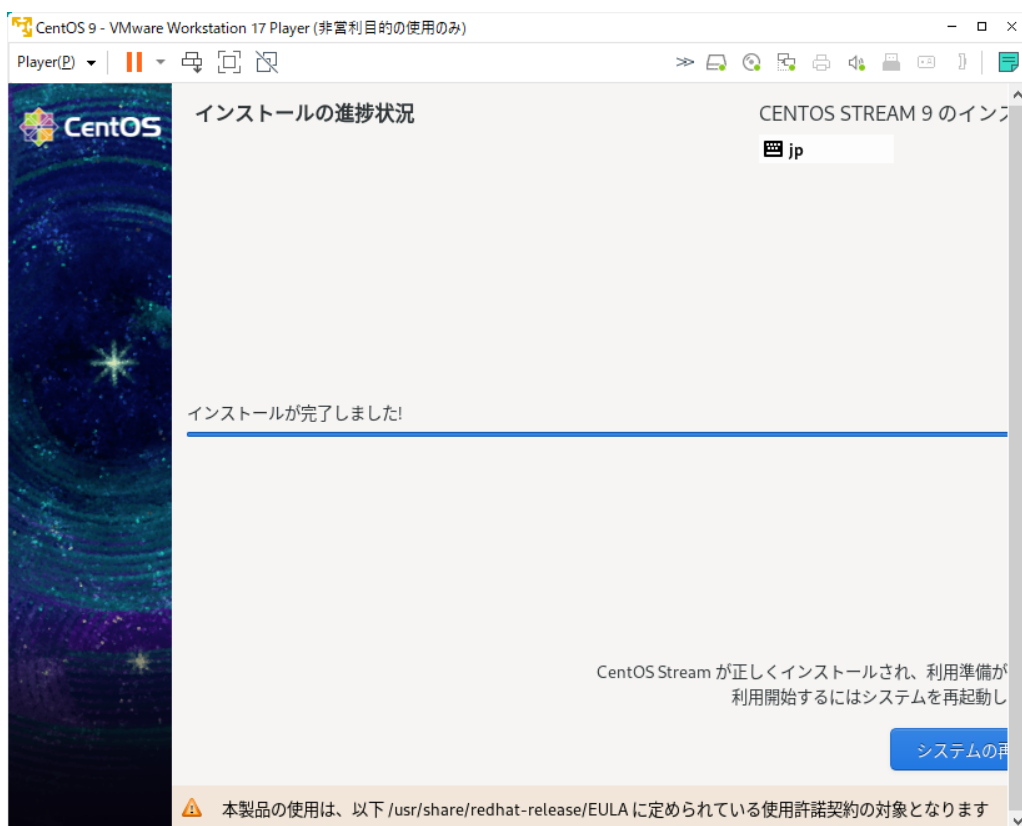 CentOS 9 - VMware Workstation 17 Player (非営利目的の使用のみ)
Player(P)
CentOS
インストールの進捗状況
CENTOS STREAM 9 のインス
jp
インストールが完了しました!
CentOS Stream が正しくインストールされ、利用準備が
利用開始するにはシステムを再起動し
システムの再
本製品の使用は、以下 /usr/share/redhat-release/EULA に定められている使用許諾契約の対象となります